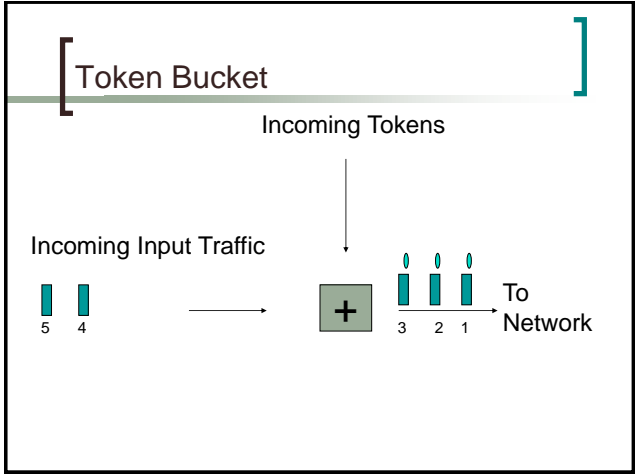 Token Bucket
Incoming Tokens
Incoming Input Traffic
+
5 4
3 2 1
To
Network